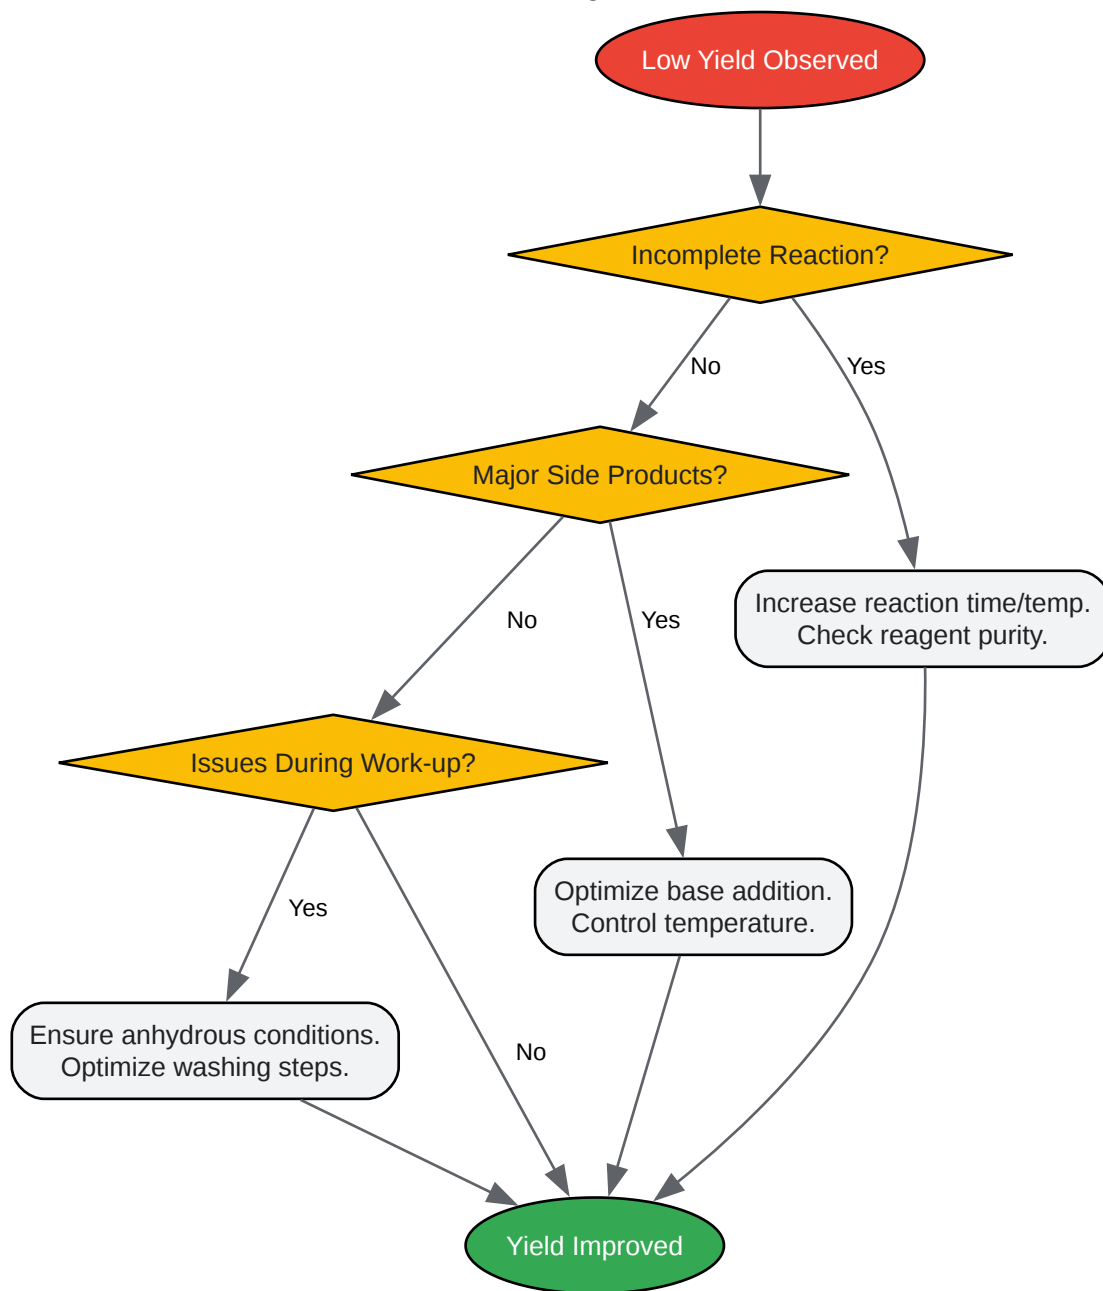 Low Yield Observed
Incomplete Reaction?
No
Yes
Major Side Products?
Increase reaction time/temp.
Check reagent purity.
No
Yes
Issues During Work-up?
Optimize base addition.
Control temperature.
Yes
Ensure anhydrous conditions.
Optimize washing steps.
No
Yield Improved